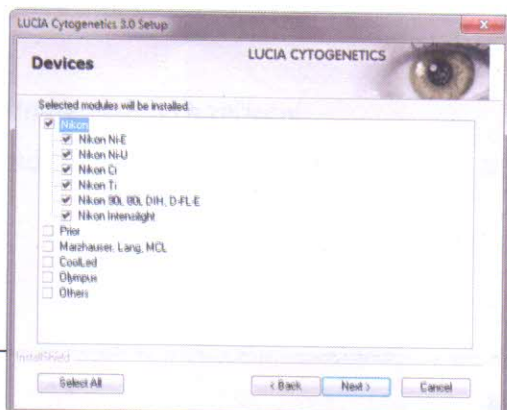 LUCIA Cytogenetics 3.0 Setup
Devices
LUCIA CYTOGENETICS
Selected modules will be installed.
Nikon
Nikon Ni-E
Nikon Ni-U
Nikon Ci
Nikon Ti
Nikon 90i, 80i, DIH, D-FL-E
Nikon Intensilight
Prior
Marzhauser, Lang, MCL
CoolLed
Olympus
Others
InstallShield
Select All
< Back
Next >
Cancel